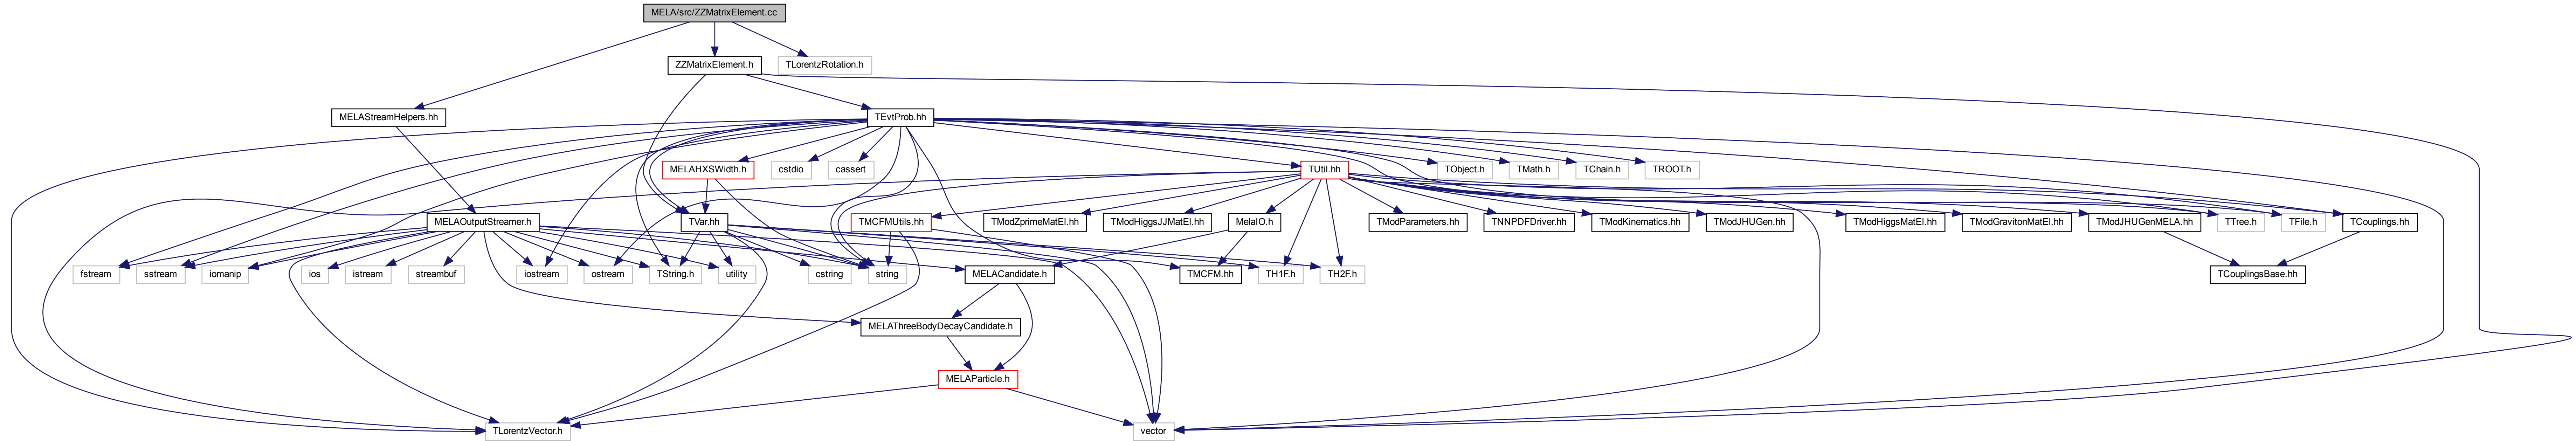 MELA/src/ZZMatrixElement.cc
ZZMatrixElement.h
TLorentzRotation.h
MELAStreamHelpers.hh
TEvtProb.hh
MELAHXSWidth.h
cstdio
cassert
TUtil.hh
TObject.h
TMath.h
TChain.h
TROOT.h
MELAOutputStreamer.h
TVar.hh
TMCFMUtils.hh
TModZprimeMatEl.hh
TModHiggsJJMatEl.hh
MelaIO.h
TModParameters.hh
TNNPDFDriver.hh
TModKinematics.hh
TModJHUGen.hh
TModHiggsMatEl.hh
TModGravitonMatEl.hh
TModJHUGenMELA.hh
TTree.h
TFile.h
TCouplings.hh
fstream
sstream
iomanip
ios
istream
streambuf
iostream
ostream
TString.h
utility
cstring
string
MELACandidate.h
TMCFM.hh
TH1F.h
TH2F.h
TCouplingsBase.hh
MELAThreeBodyDecayCandidate.h
MELAParticle.h
TLorentzVector.h
vector